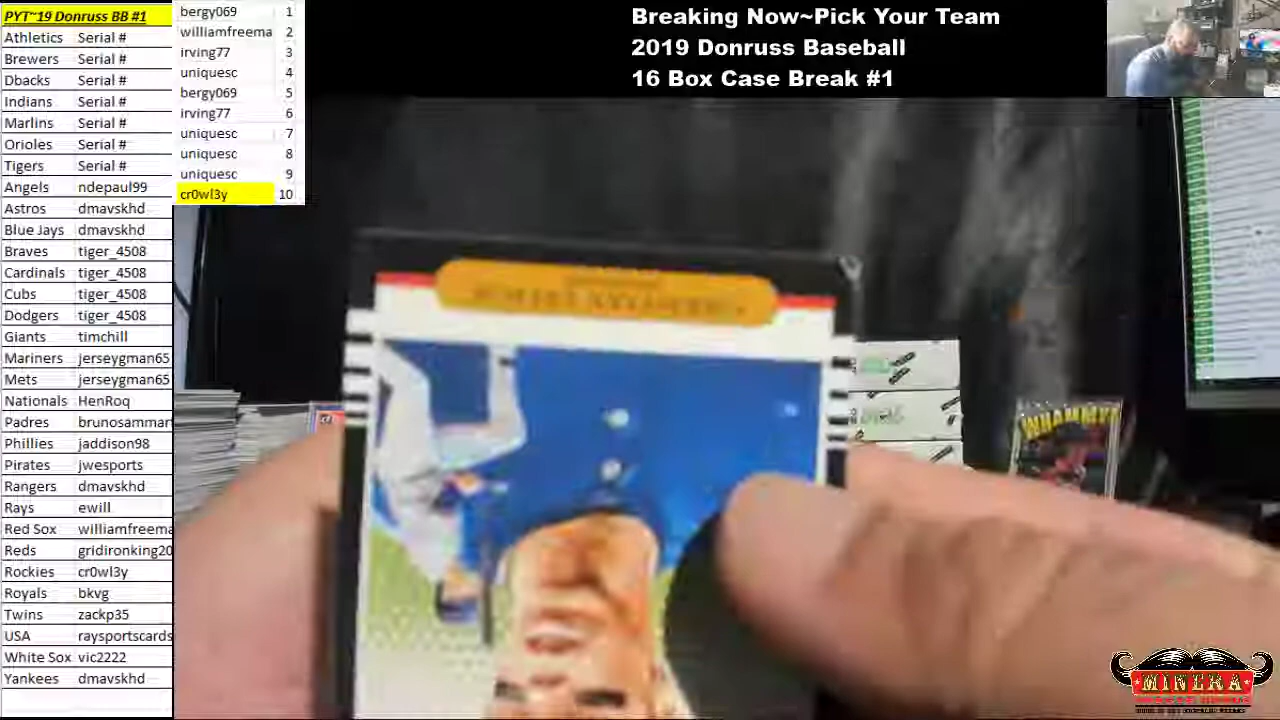 PYT~19 Donruss BB #1
Athletics Serial #
Brewers Serial #
Dbacks Serial #
Indians Serial #
Marlins Serial #
Orioles Serial #
Tigers Serial #
Angels ndepaul99
Astros dmavskhd
Blue Jays dmavskhd
Braves tiger_4508
Cardinals tiger_4508
Cubs tiger_4508
Dodgers tiger_4508
Giants timchill
Mariners jerseygman65
Mets jerseygman65
Nationals HenRoq
Padres brunosammar
Phillies jaddison98
Pirates jwesports
Rangers dmavskhd
Rays ewill
Red Sox williamfreema
Reds gridironking20
Rockies cr0wl3y
Royals bkvg
Twins zackp35
USA raysportscards
White Sox vic2222
Yankees dmavskhd
bergy069 1
williamfreema 2
irving77 3
uniquesc 4
bergy069 5
irving77 6
uniquesc 7
uniquesc 8
uniquesc 9
cr0wl3y 10
Breaking Now~Pick Your Team
2019 Donruss Baseball
16 Box Case Break #1
WHAMMY!
MINERA